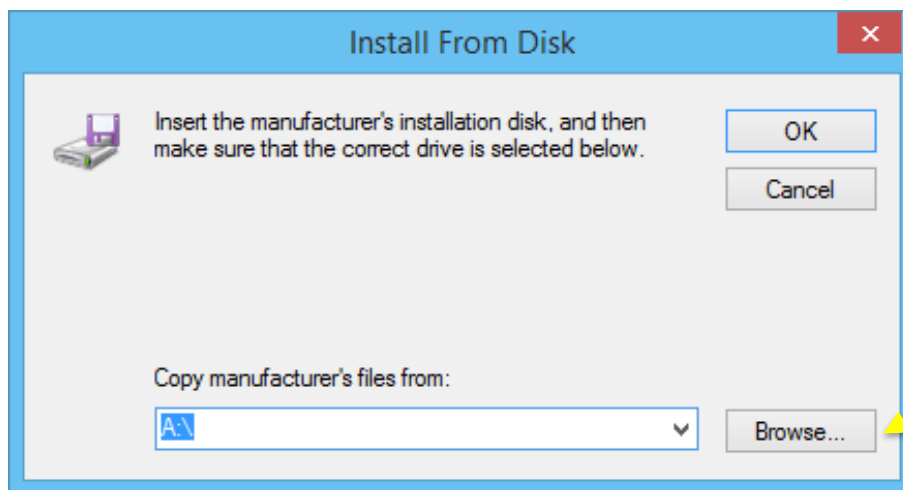 Install From Disk
Insert the manufacturer's installation disk, and then
make sure that the correct drive is selected below.
OK
Cancel
Copy manufacturer's files from:
A:\
Browse...